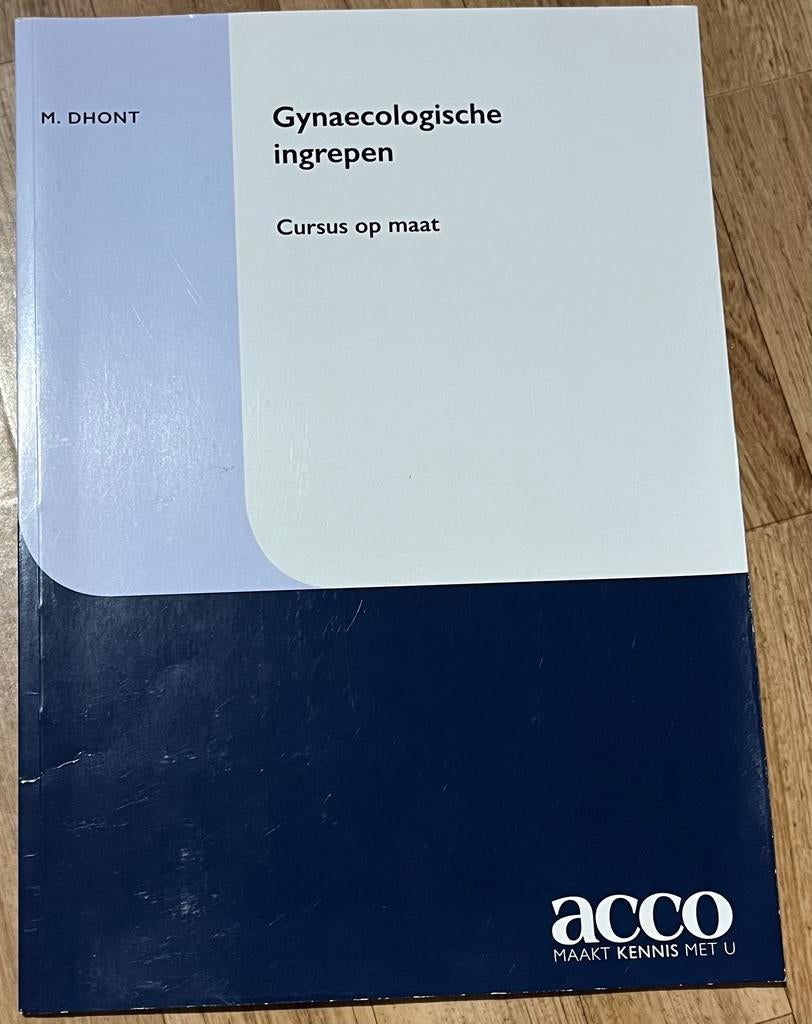 M. DHONT
Gynaecologische
ingrepen
Cursus op maat
acco
MAAKT KENNIS MET U